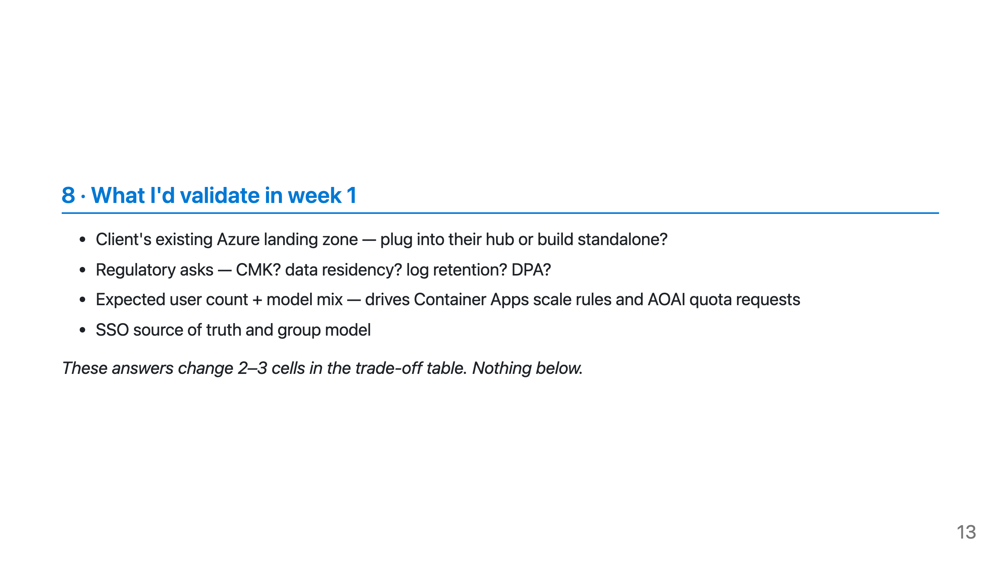 8 · What I'd validate in week 1
• Client's existing Azure landing zone — plug into their hub or build standalone?
• Regulatory asks — CMK? data residency? log retention? DPA?
• Expected user count + model mix — drives Container Apps scale rules and AOAI quota requests
• SSO source of truth and group model
These answers change 2–3 cells in the trade-off table. Nothing below.
13